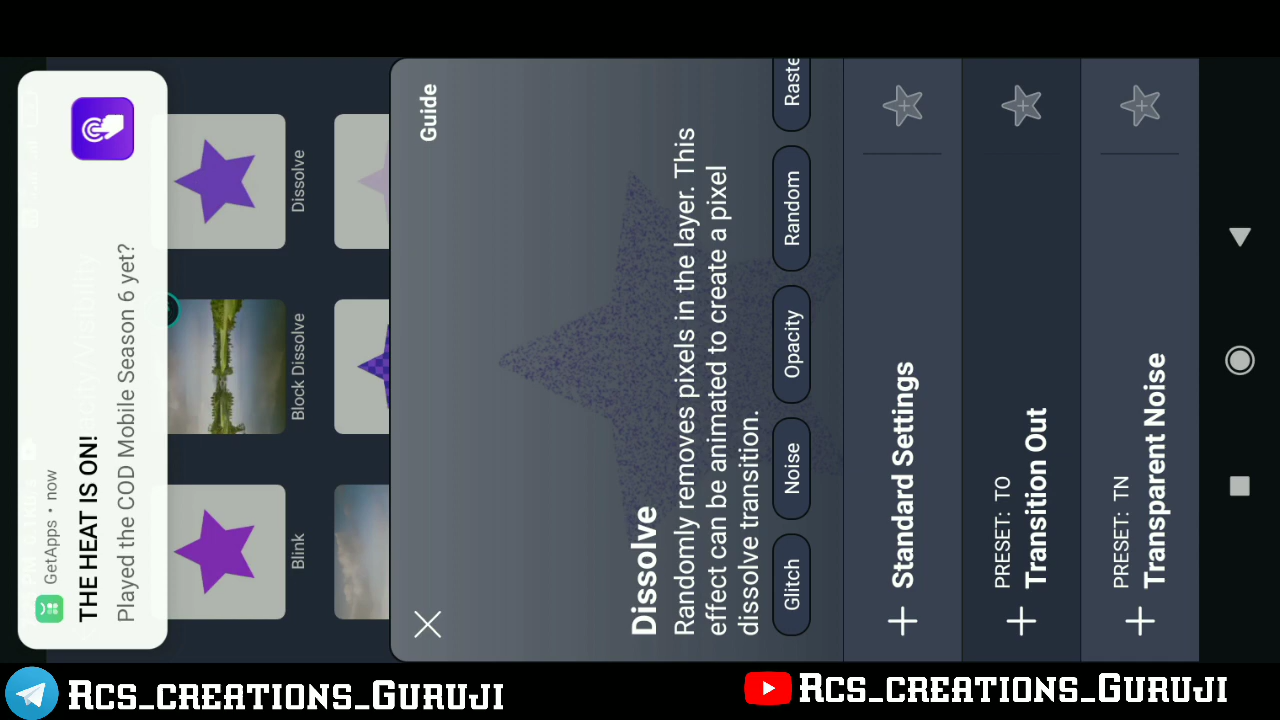 GetApps • now
THE HEAT IS ON!
Played the COD Mobile Season 6 yet?
Blink
Block Dissolve
Dissolve
Guide
Dissolve
Randomly removes pixels in the layer. This
effect can be animated to create a pixel
dissolve transition.
Glitch
Noise
Opacity
Random
Raste
Standard Settings
PRESET: TO
Transition Out
PRESET: TN
Transparent Noise
Rcs_creations_Guruji
Rcs_creations_Guruji